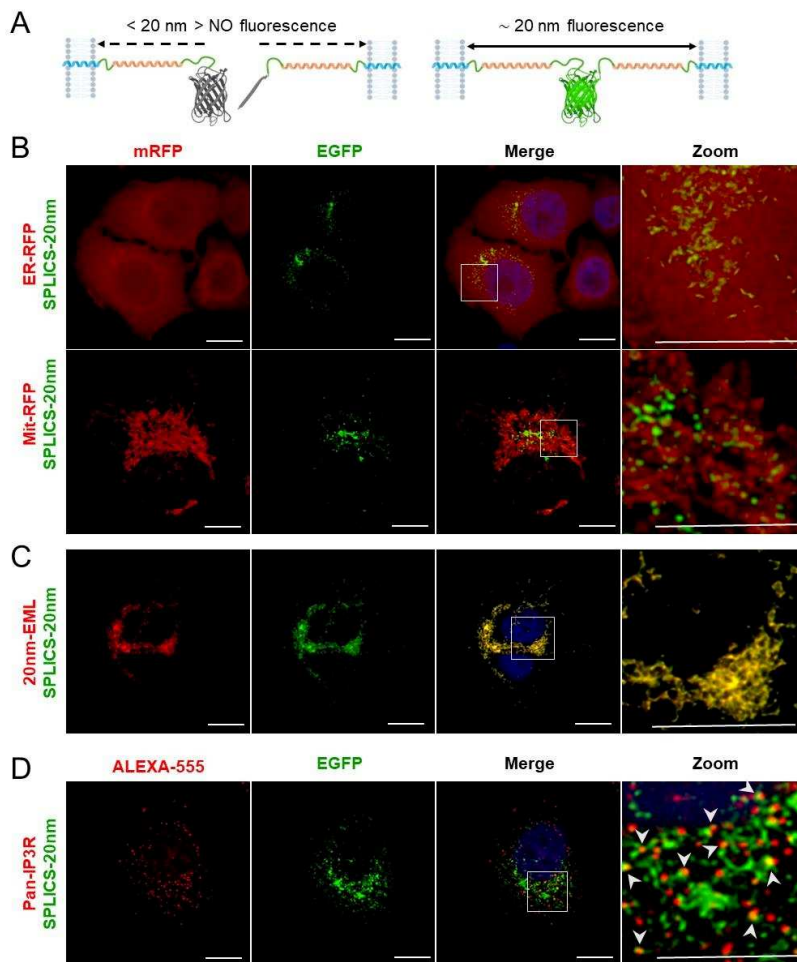 A
< 20 nm > NO fluorescence
~ 20 nm fluorescence
B
mRFP
EGFP
Merge
Zoom
ER-RFP
SPLICS-20nm
Mit-RFP
SPLICS-20nm
C
20nm-EML
SPLICS-20nm
D
ALEXA-555
EGFP
Merge
Zoom
Pan-IP3R
SPLICS-20nm